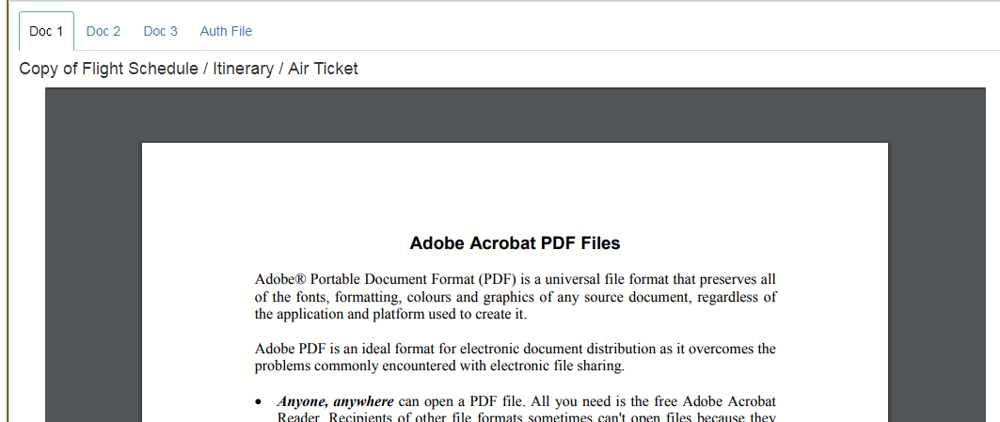 Doc 1 Doc 2 Doc 3 Auth File
Copy of Flight Schedule / Itinerary / Air Ticket
Adobe Acrobat PDF Files
Adobe® Portable Document Format (PDF) is a universal file format that preserves all
of the fonts, formatting, colours and graphics of any source document, regardless of
the application and platform used to create it.
Adobe PDF is an ideal format for electronic document distribution as it overcomes the
problems commonly encountered with electronic file sharing.
• Anyone, anywhere can open a PDF file. All you need is the free Adobe Acrobat
Reader. Recipients of other file formats sometimes can't open files because they